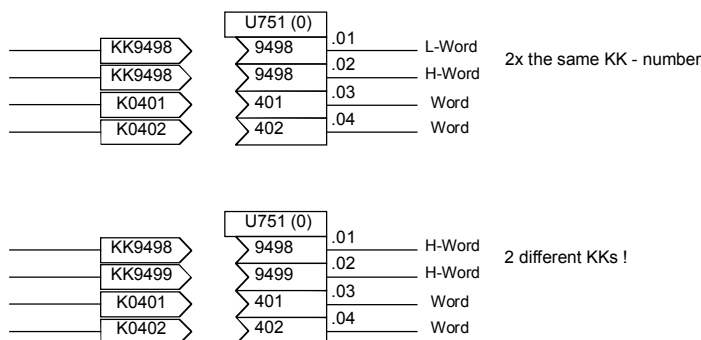 U751 (0)
KK9498 9498 .01 L-Word
2x the same KK - number
KK9498 9498 .02 H-Word
K0401 401 .03 Word
K0402 402 .04 Word
U751 (0)
KK9498 9498 .01 H-Word
2 different KKs !
KK9499 9499 .02 H-Word
K0401 401 .03 Word
K0402 402 .04 Word